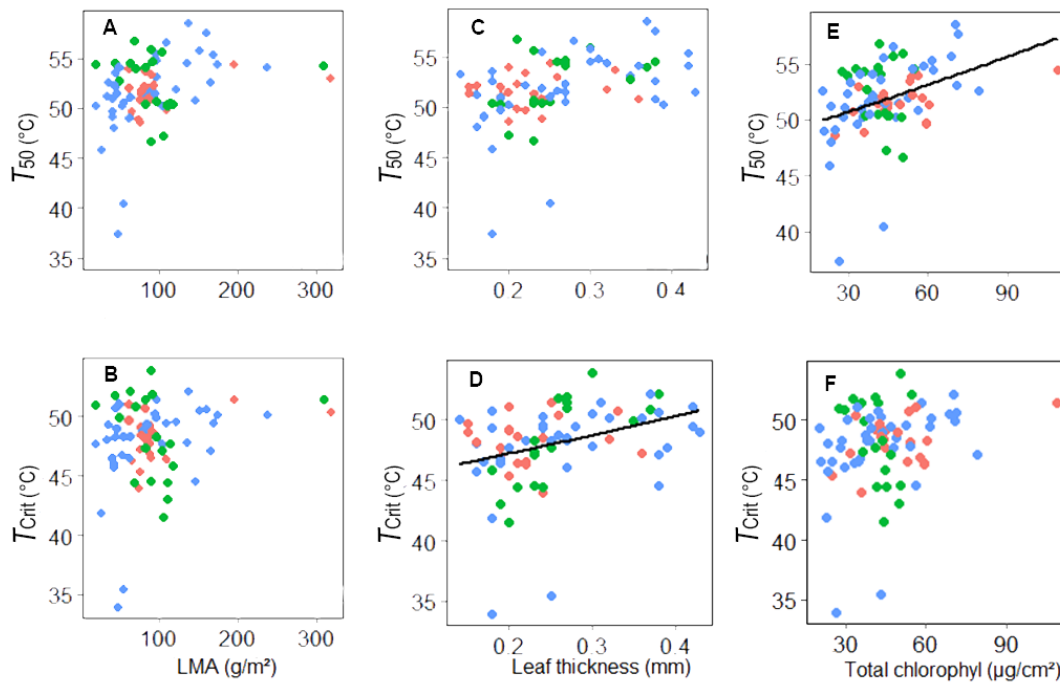 A
T50 (°C)
55
50
45
40
35
100 200 300
C
T50 (°C)
55
50
45
40
35
0.2 0.3 0.4
E
T50 (°C)
55
50
45
40
30 60 90
B
TCrit (°C)
50
45
40
35
100 200 300
LMA (g/m²)
D
TCrit (°C)
50
45
40
35
0.2 0.3 0.4
Leaf thickness (mm)
F
TCrit (°C)
50
45
40
35
30 60 90
Total chlorophyl (µg/cm²)